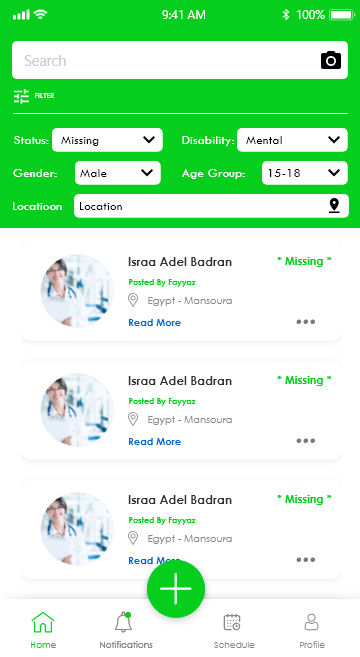 9:41 AM 100%
Search
FILTER
Status: Missing Disability: Mental
Gender: Male Age Group: 15-18
Locatioon Location
Israa Adel Badran " Missing "
Posted By Fayyaz
Egypt - Mansoura
Read More
Israa Adel Badran " Missing "
Posted By Fayyaz
Egypt - Mansoura
Read More
Israa Adel Badran " Missing "
Posted By Fayyaz
Egypt - Mansoura
Read More
Home Notifications Schedule Profile